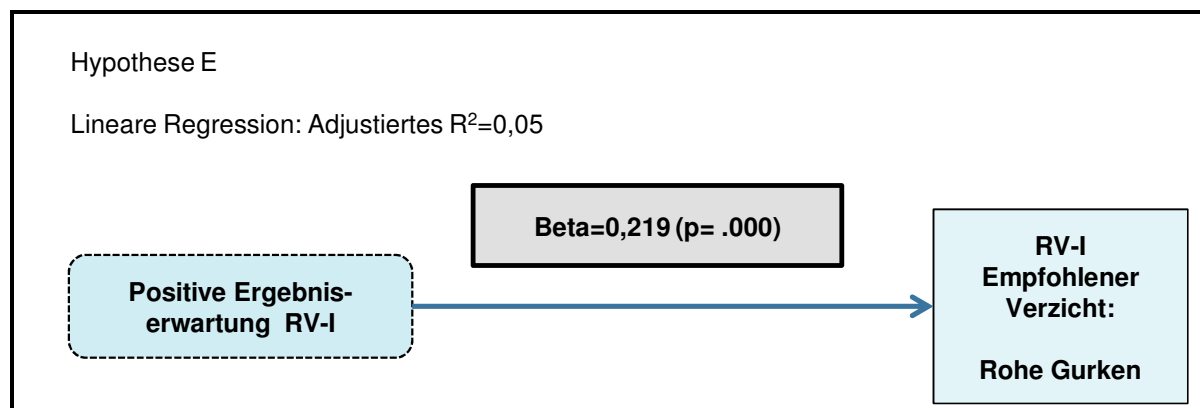 Hypothese E
Lineare Regression: Adjustiertes R²=0,05
Beta=0,219 (p= .000)
Positive Ergebnis-
erwartung RV-I
RV-I
Empfohlener
Verzicht:
Rohe Gurken